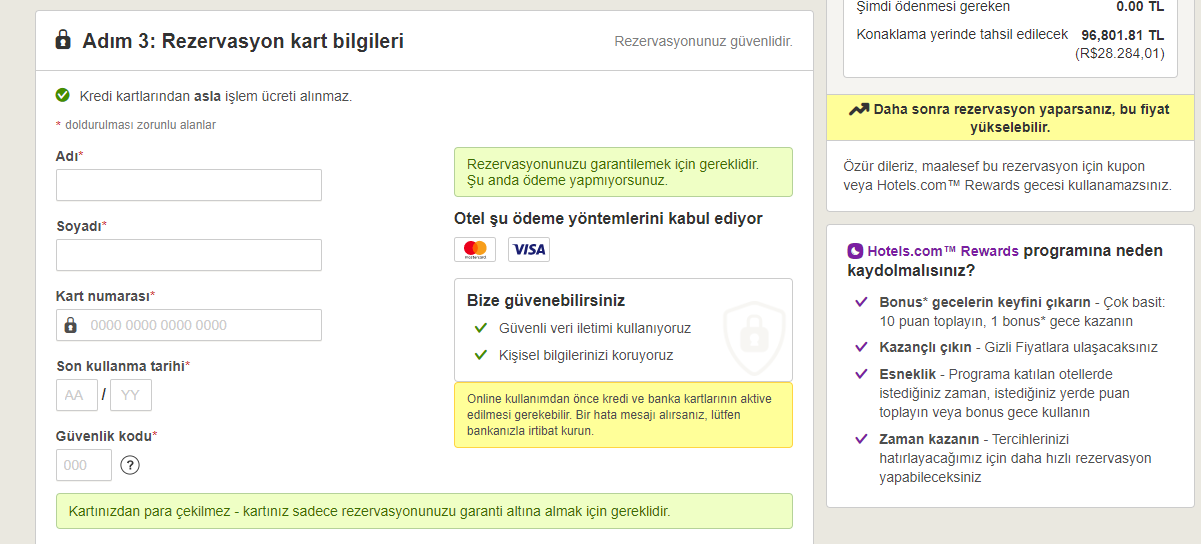 Adım 3: Rezervasyon kart bilgileri
Rezervasyonunuz güvenlidir.
Kredi kartlarından asla işlem ücreti alınmaz.
* doldurulması zorunlu alanlar
Adı*
Soyadı*
Kart numarası*
0000 0000 0000 0000
Son kullanma tarihi*
AA / YY
Güvenlik kodu*
000 ?
Rezervasyonunuzu garantilemek için gereklidir.
Şu anda ödeme yapmıyorsunuz.
Otel şu ödeme yöntemlerini kabul ediyor
mastercard VISA
Bize güvenebilirsiniz
Güvenli veri iletimi kullanıyoruz
Kişisel bilgilerinizi koruyoruz
Online kullanımdan önce kredi ve banka kartlarının aktive
edilmesi gerekebilir. Bir hata mesajı alırsanız, lütfen
bankanızla irtibat kurun.
Kartınızdan para çekilmez - kartınız sadece rezervasyonunuzu garanti altına almak için gereklidir.
Şimdi ödenmesi gereken 0.00 TL
Konaklama yerinde tahsil edilecek 96,801.81 TL
(R$28.284,01)
Daha sonra rezervasyon yaparsanız, bu fiyat
yükselebilir.
Özür dileriz, maalesef bu rezervasyon için kupon
veya Hotels.com™ Rewards gecesi kullanamazsınız.
Hotels.com™ Rewards programına neden
kaydolmalısınız?
Bonus* gecelerin keyfini çıkarın - Çok basit:
10 puan toplayın, 1 bonus* gece kazanın
Kazançlı çıkın - Gizli Fiyatlara ulaşacaksınız
Esneklik - Programa katılan otellerde
istediğiniz zaman, istediğiniz yerde puan
toplayın veya bonus gece kullanın
Zaman kazanın - Tercihlerinizi
hatırlayacağımız için daha hızlı rezervasyon
yapabileceksiniz